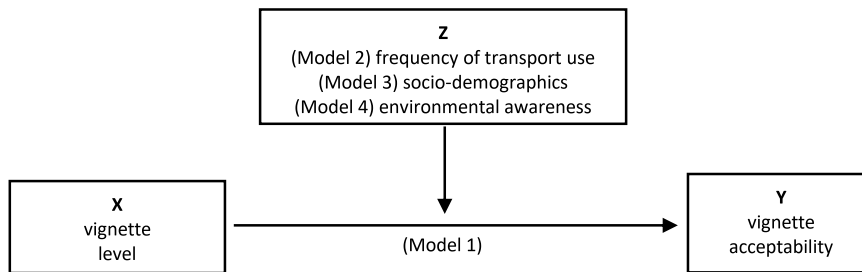 Z
(Model 2) frequency of transport use
(Model 3) socio-demographics
(Model 4) environmental awareness
X
vignette
level
(Model 1)
Y
vignette
acceptability